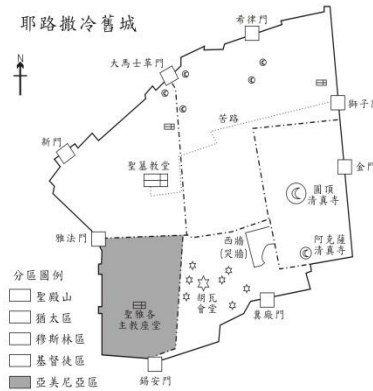 耶路撒冷舊城
N
希律門
大馬士革門
獅子門
苦路
新門
聖墓教堂
金門
圓頂
清真寺
雅法門
西牆
(哭牆)
阿克薩
清真寺
分區圖例
聖殿山
猶太區
穆斯林區
基督徒區
亞美尼亞區
聖雅各
主教座堂
胡瓦
會堂
糞廠門
錫安門